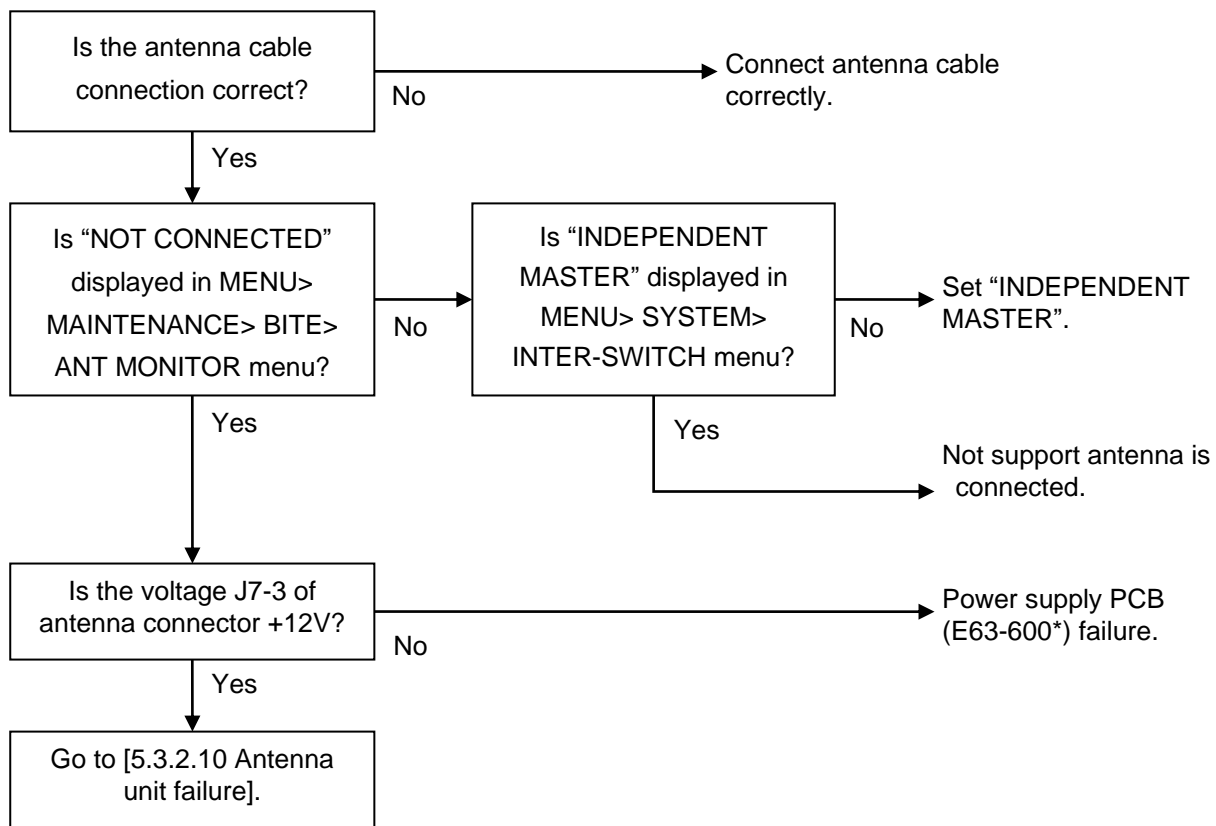 Is the antenna cable
connection correct?
No
Connect antenna cable
correctly.
Yes
Is “NOT CONNECTED”
displayed in MENU>
MAINTENANCE> BITE>
ANT MONITOR menu?
No
Is “INDEPENDENT
MASTER” displayed in
MENU> SYSTEM>
INTER-SWITCH menu?
No
Set “INDEPENDENT
MASTER”.
Yes
Yes
Not support antenna is
connected.
Is the voltage J7-3 of
antenna connector +12V?
No
Power supply PCB
(E63-600*) failure.
Yes
Go to [5.3.2.10 Antenna
unit failure].